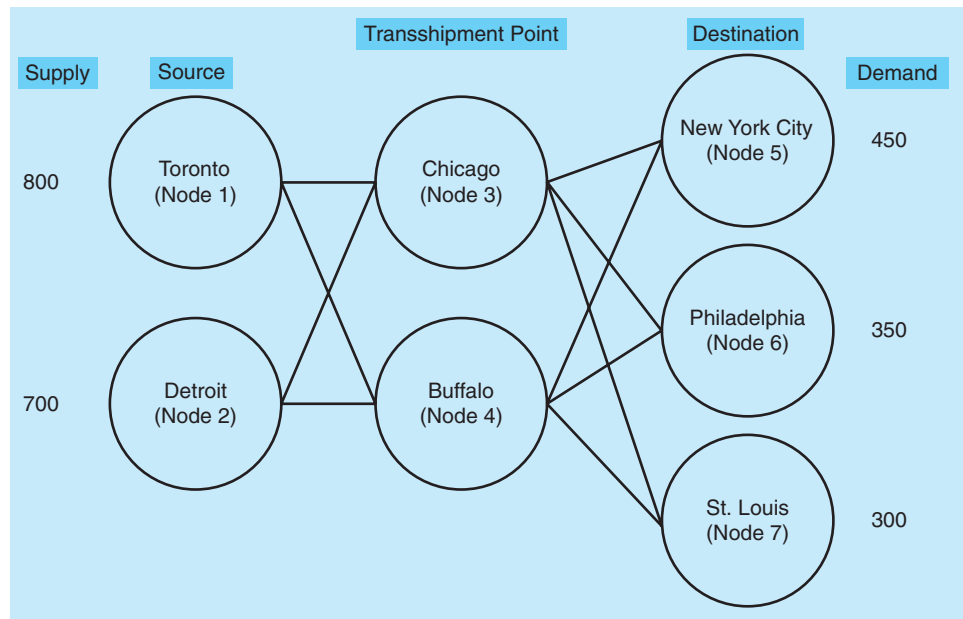 Transshipment Point
Destination
Supply
Source
Demand
800
Toronto
(Node 1)
Chicago
(Node 3)
New York City
(Node 5)
450
Philadelphia
(Node 6)
350
700
Detroit
(Node 2)
Buffalo
(Node 4)
St. Louis
(Node 7)
300